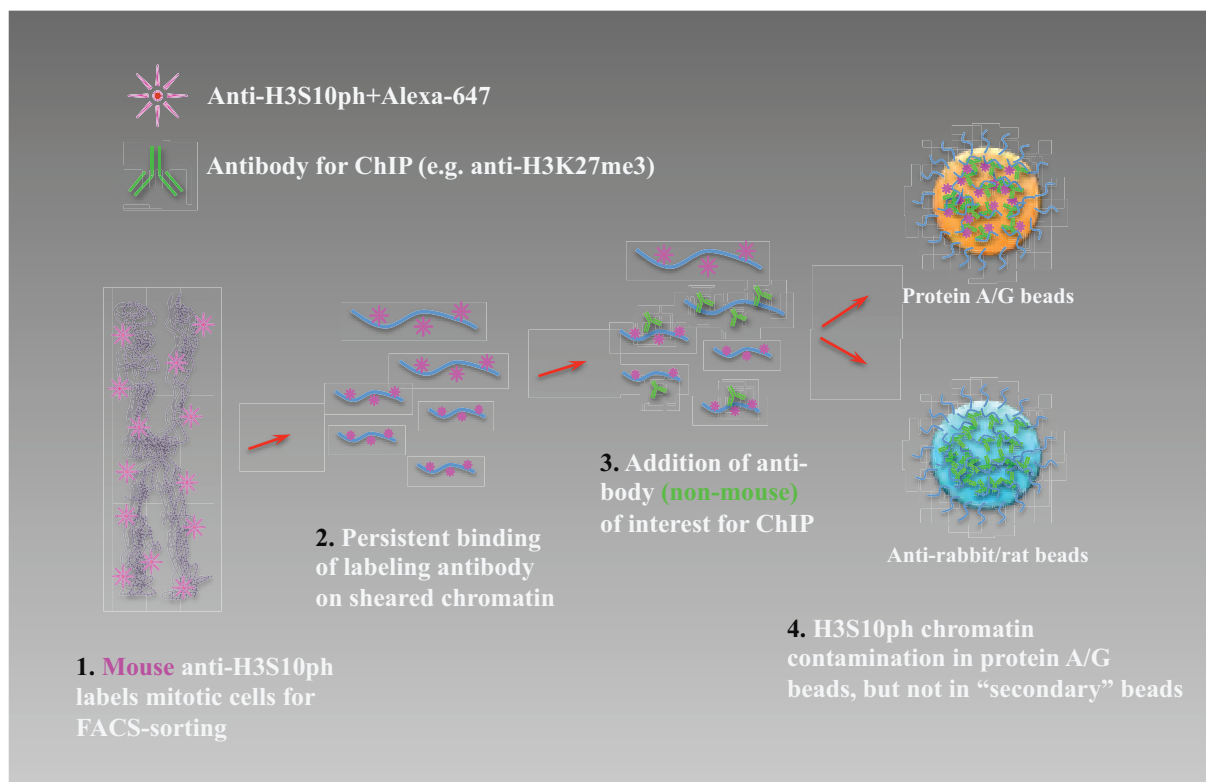 Anti-H3S10ph+Alexa-647
Antibody for ChIP (e.g. anti-H3K27me3)
1. Mouse anti-H3S10ph
labels mitotic cells for
FACS-sorting
2. Persistent binding
of labeling antibody
on sheared chromatin
3. Addition of anti-
body (non-mouse)
of interest for ChIP
Protein A/G beads
Anti-rabbit/rat beads
4. H3S10ph chromatin
contamination in protein A/G
beads, but not in “secondary” beads